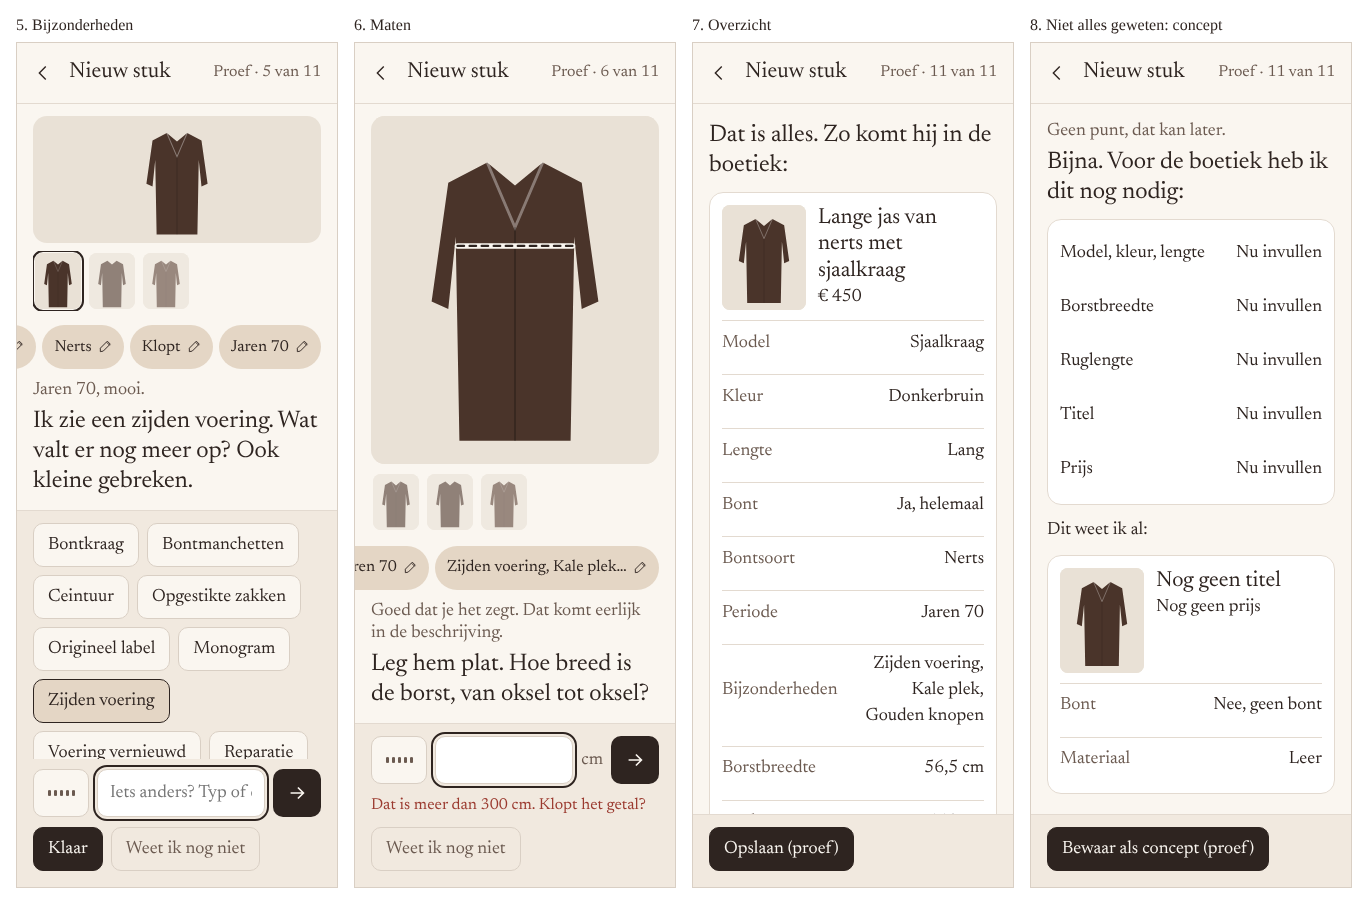 5. Bijzonderheden
Nieuw stuk
Proef · 5 van 11
Nerts
Klopt
Jaren 70
Jaren 70, mooi.
Ik zie een zijden voering. Wat
valt er nog meer op? Ook
kleine gebreken.
Bontkraag
Bontmanchetten
Ceintuur
Opgestikte zakken
Origineel label
Monogram
Zijden voering
Voering vernieuwd
Reparatie
Iets anders? Typ of
Klaar
Weet ik nog niet
6. Maten
Nieuw stuk
Proef · 6 van 11
ren 70
Zijden voering, Kale plek...
Goed dat je het zegt. Dat komt eerlijk
in de beschrijving.
Leg hem plat. Hoe breed is
de borst, van oksel tot oksel?
cm
Dat is meer dan 300 cm. Klopt het getal?
Weet ik nog niet
7. Overzicht
Nieuw stuk
Proef · 11 van 11
Dat is alles. Zo komt hij in de
boetiek:
Lange jas van
nerts met
sjaalkraag
€ 450
Model
Sjaalkraag
Kleur
Donkerbruin
Lengte
Lang
Bont
Ja, helemaal
Bontsoort
Nerts
Periode
Jaren 70
Bijzonderheden
Zijden voering,
Kale plek,
Gouden knopen
Borstbreedte
56,5 cm
Opslaan (proef)
8. Niet alles geweten: concept
Nieuw stuk
Proef · 11 van 11
Geen punt, dat kan later.
Bijna. Voor de boetiek heb ik
dit nog nodig:
Model, kleur, lengte
Nu invullen
Borstbreedte
Nu invullen
Ruglengte
Nu invullen
Titel
Nu invullen
Prijs
Nu invullen
Dit weet ik al:
Nog geen titel
Nog geen prijs
Bont
Nee, geen bont
Materiaal
Leer
Bewaar als concept (proef)